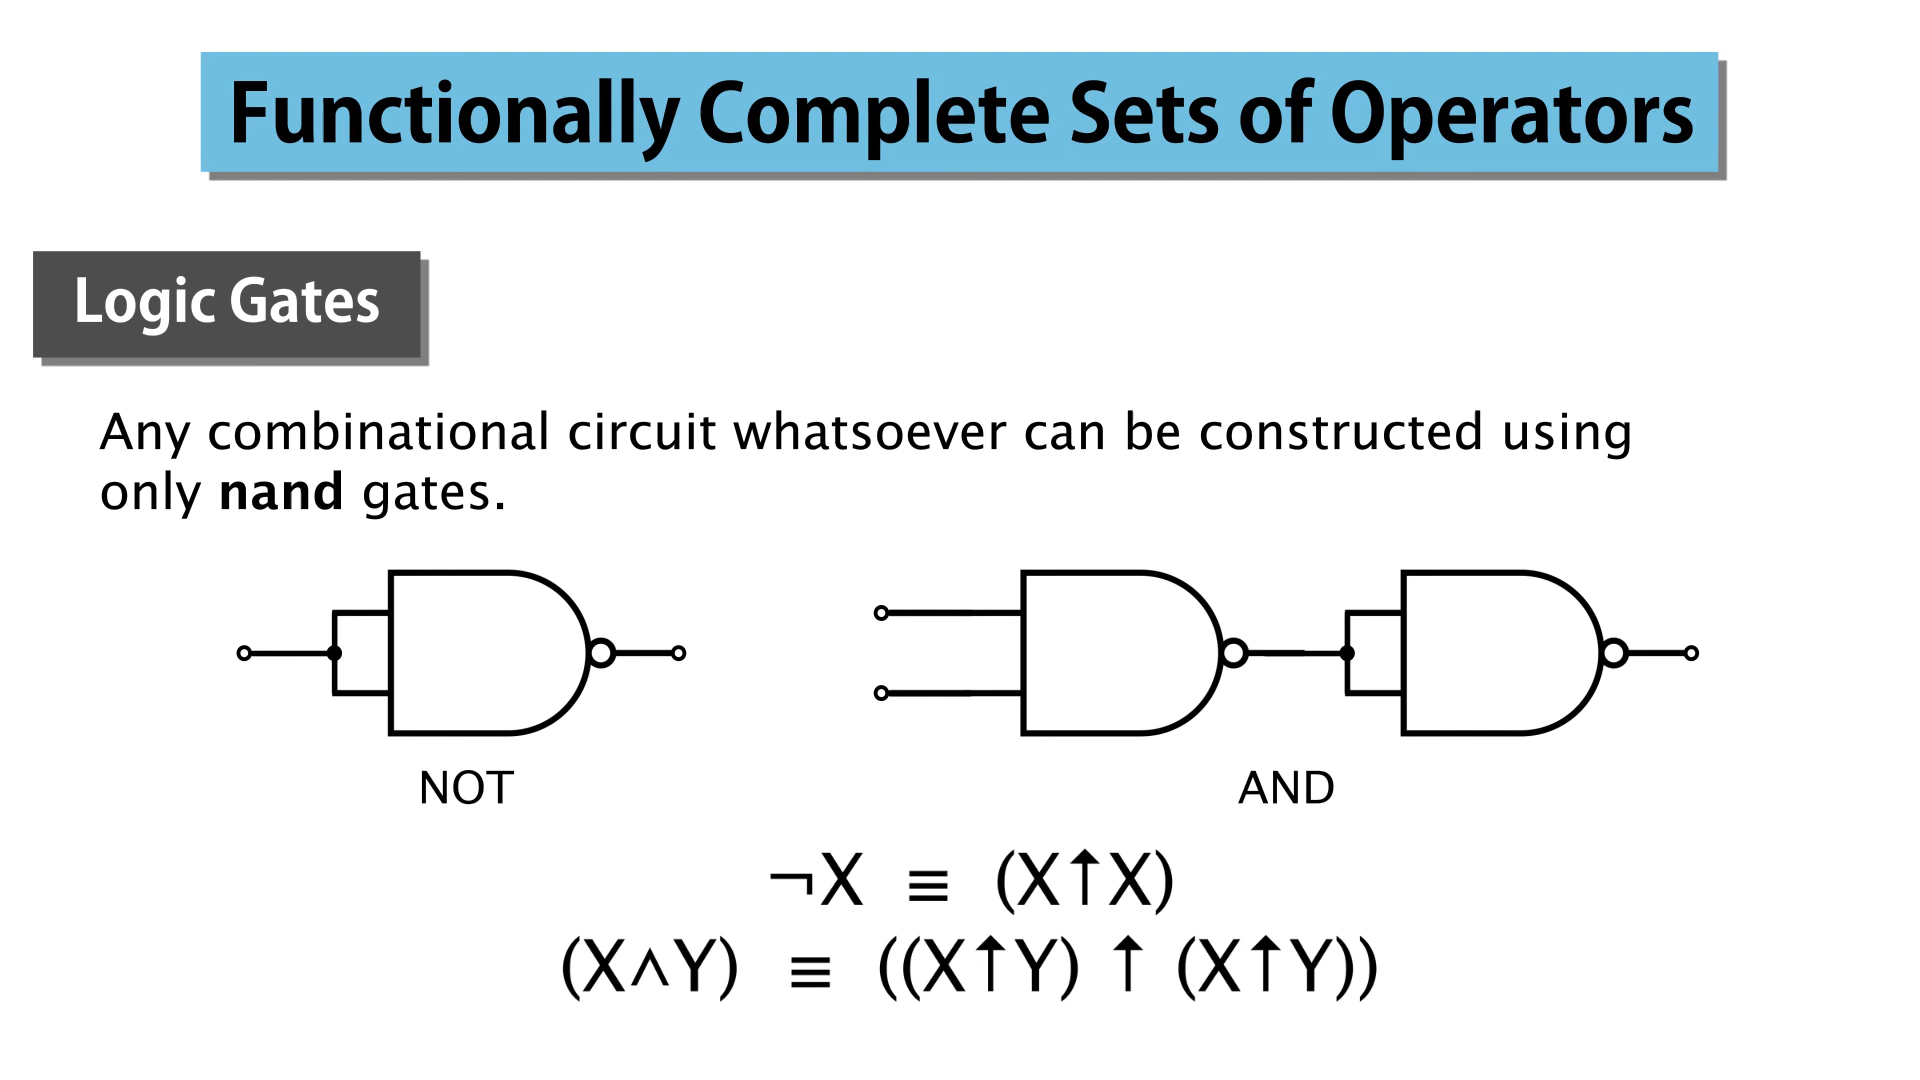 Functionally Complete Sets of Operators
Logic Gates
Any combinational circuit whatsoever can be constructed using
only nand gates.
NOT
AND
¬X ≡ (X↑X)
(X∧Y) ≡ ((X↑Y) ↑ (X↑Y))